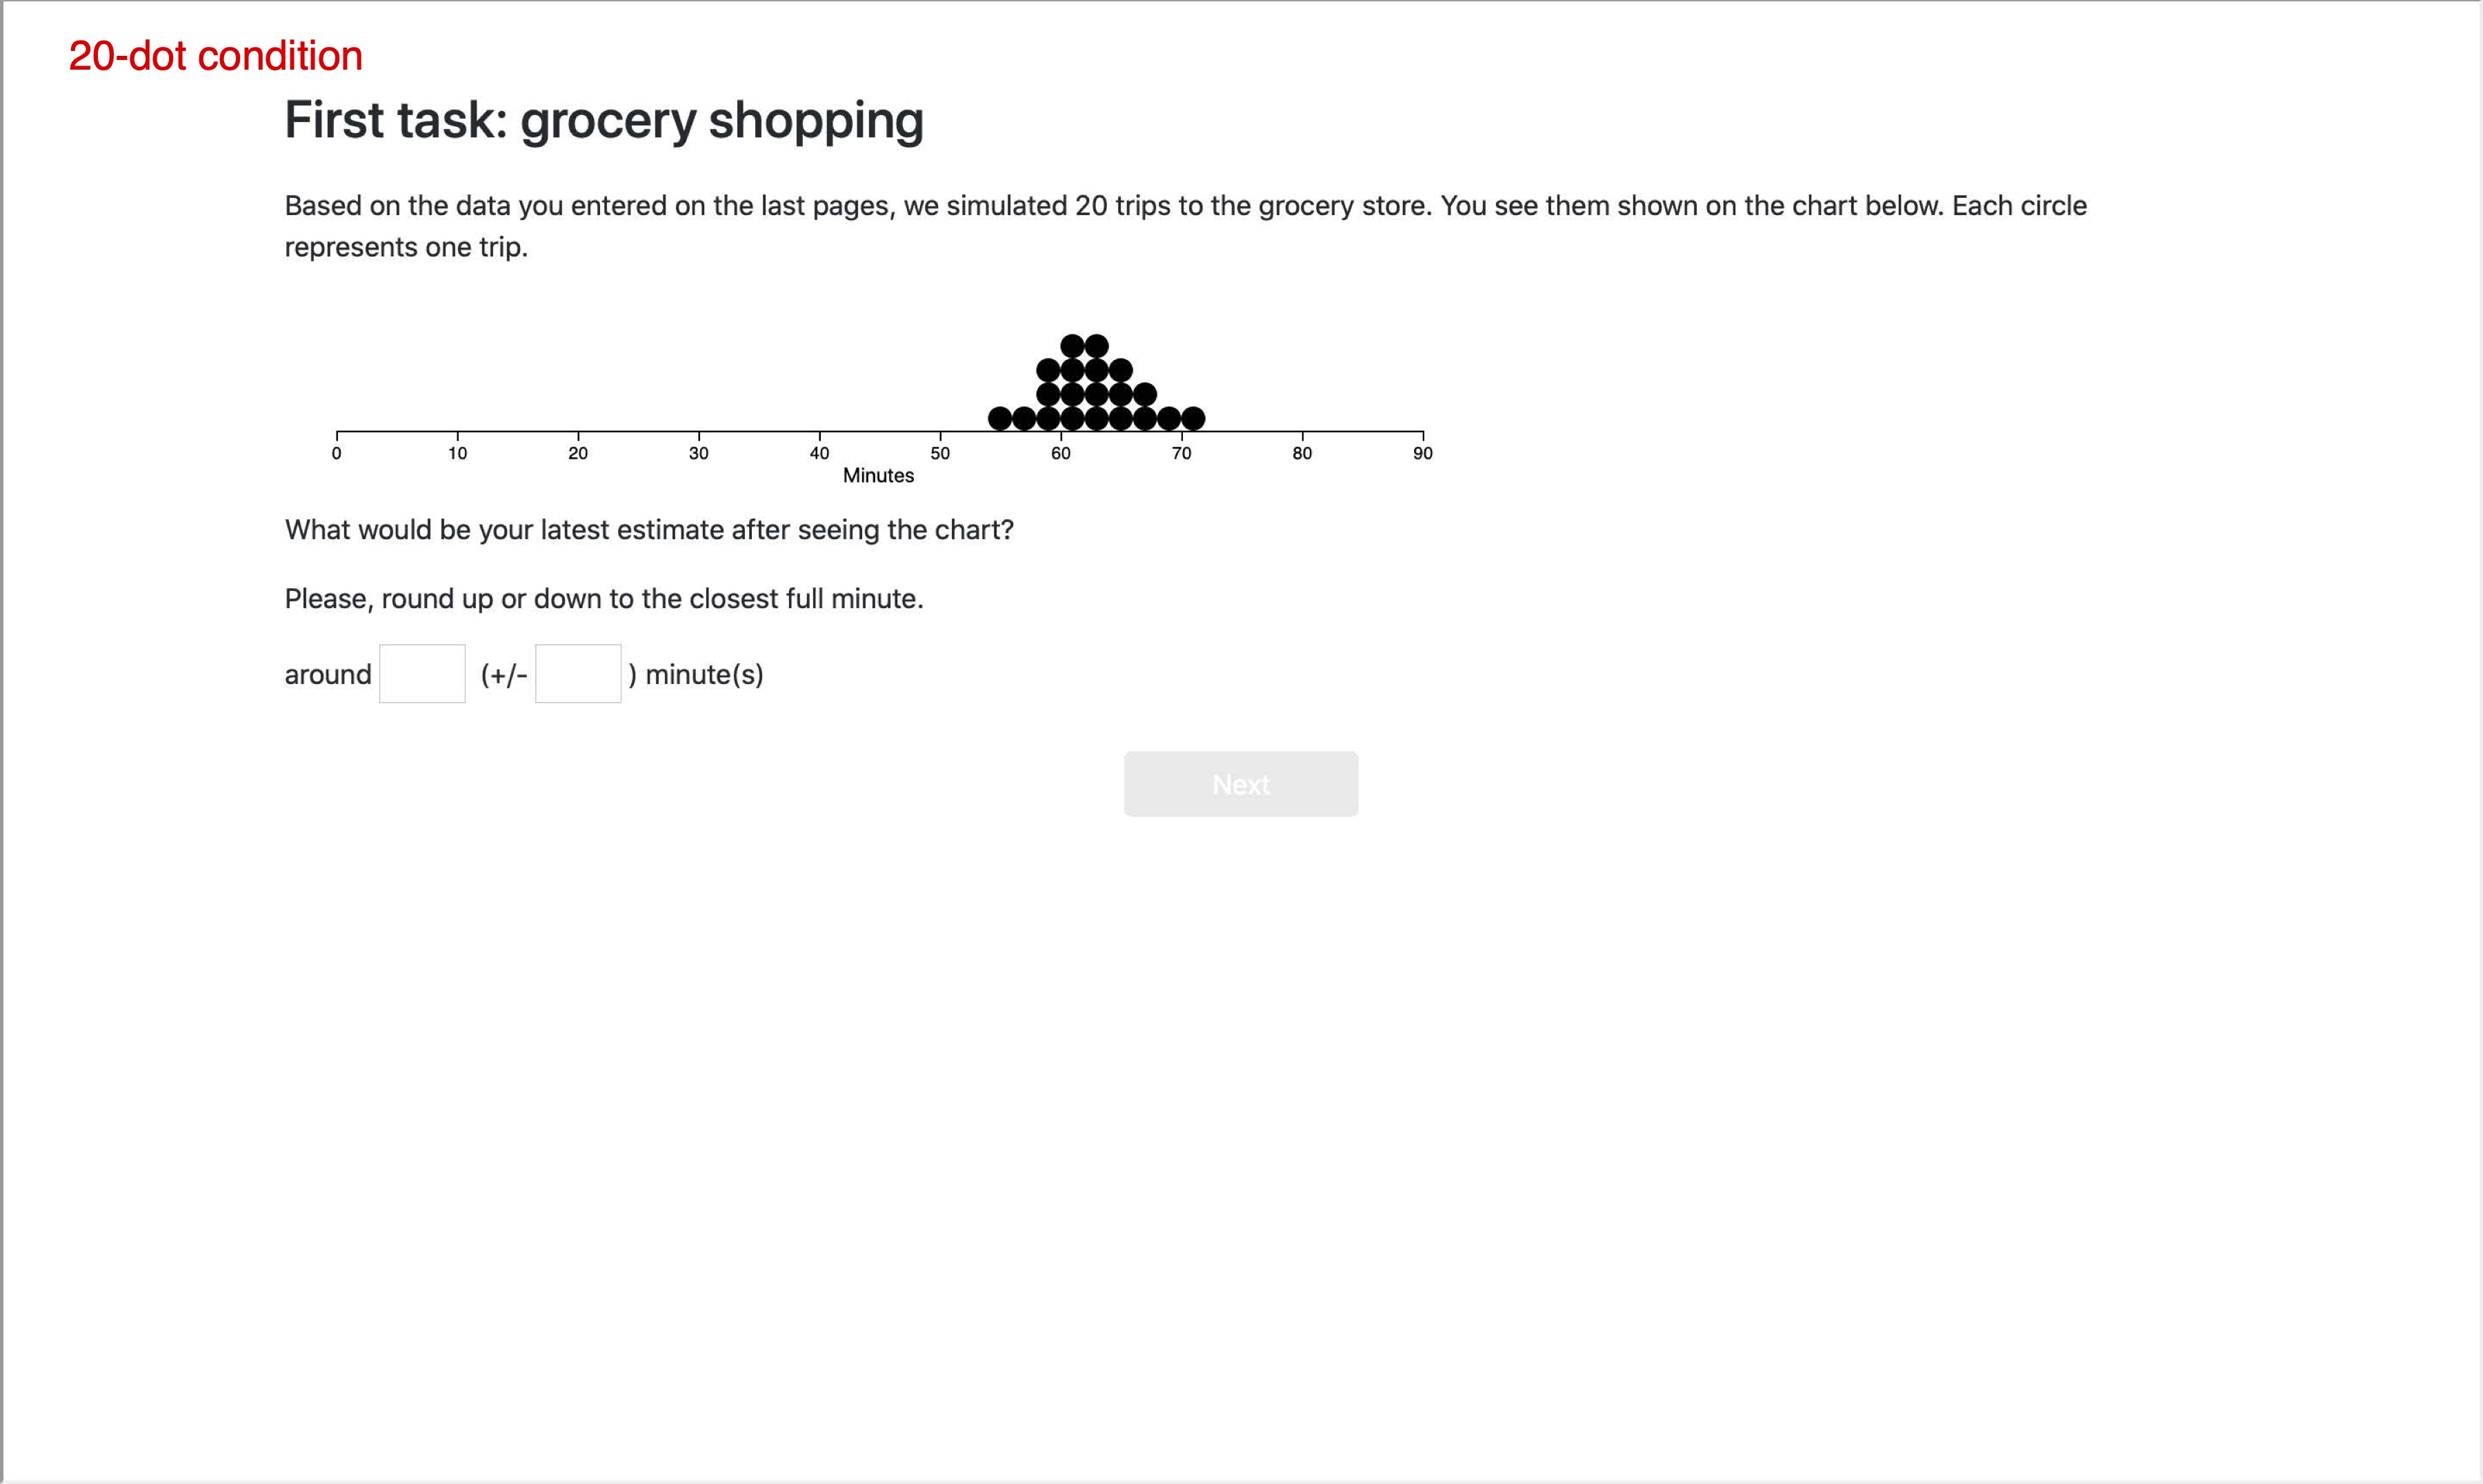 20-dot condition
First task: grocery shopping
Based on the data you entered on the last pages, we simulated 20 trips to the grocery store. You see them shown on the chart below. Each circle
represents one trip.
0 10 20 30 40 50 60 70 80 90
Minutes
What would be your latest estimate after seeing the chart?
Please, round up or down to the closest full minute.
around (+/- ) minute(s)
Next